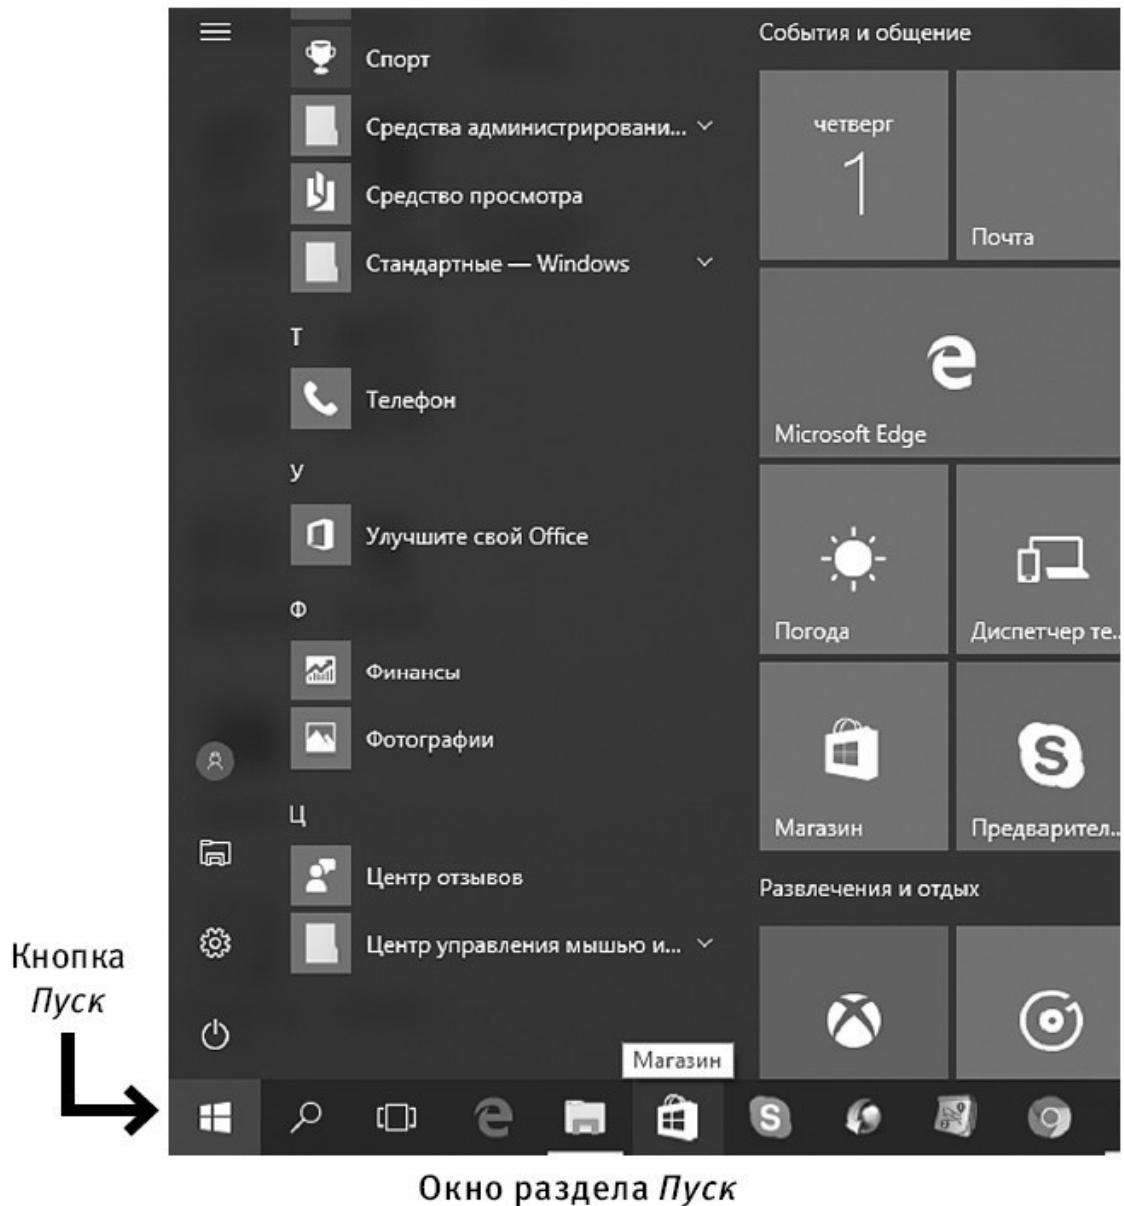 События и общение
Спорт
Средства администрировани...
четверг
1
Средство просмотра
Почта
Стандартные — Windows
Т
Телефон
Microsoft Edge
У
Улучшите свой Office
Ф
Погода
Диспетчер те..
Финансы
Фотографии
Ц
Магазин
Предварител..
Центр отзывов
Развлечения и отдых
Центр управления мышью и...
Кнопка
Пуск
Магазин
Окно раздела Пуск